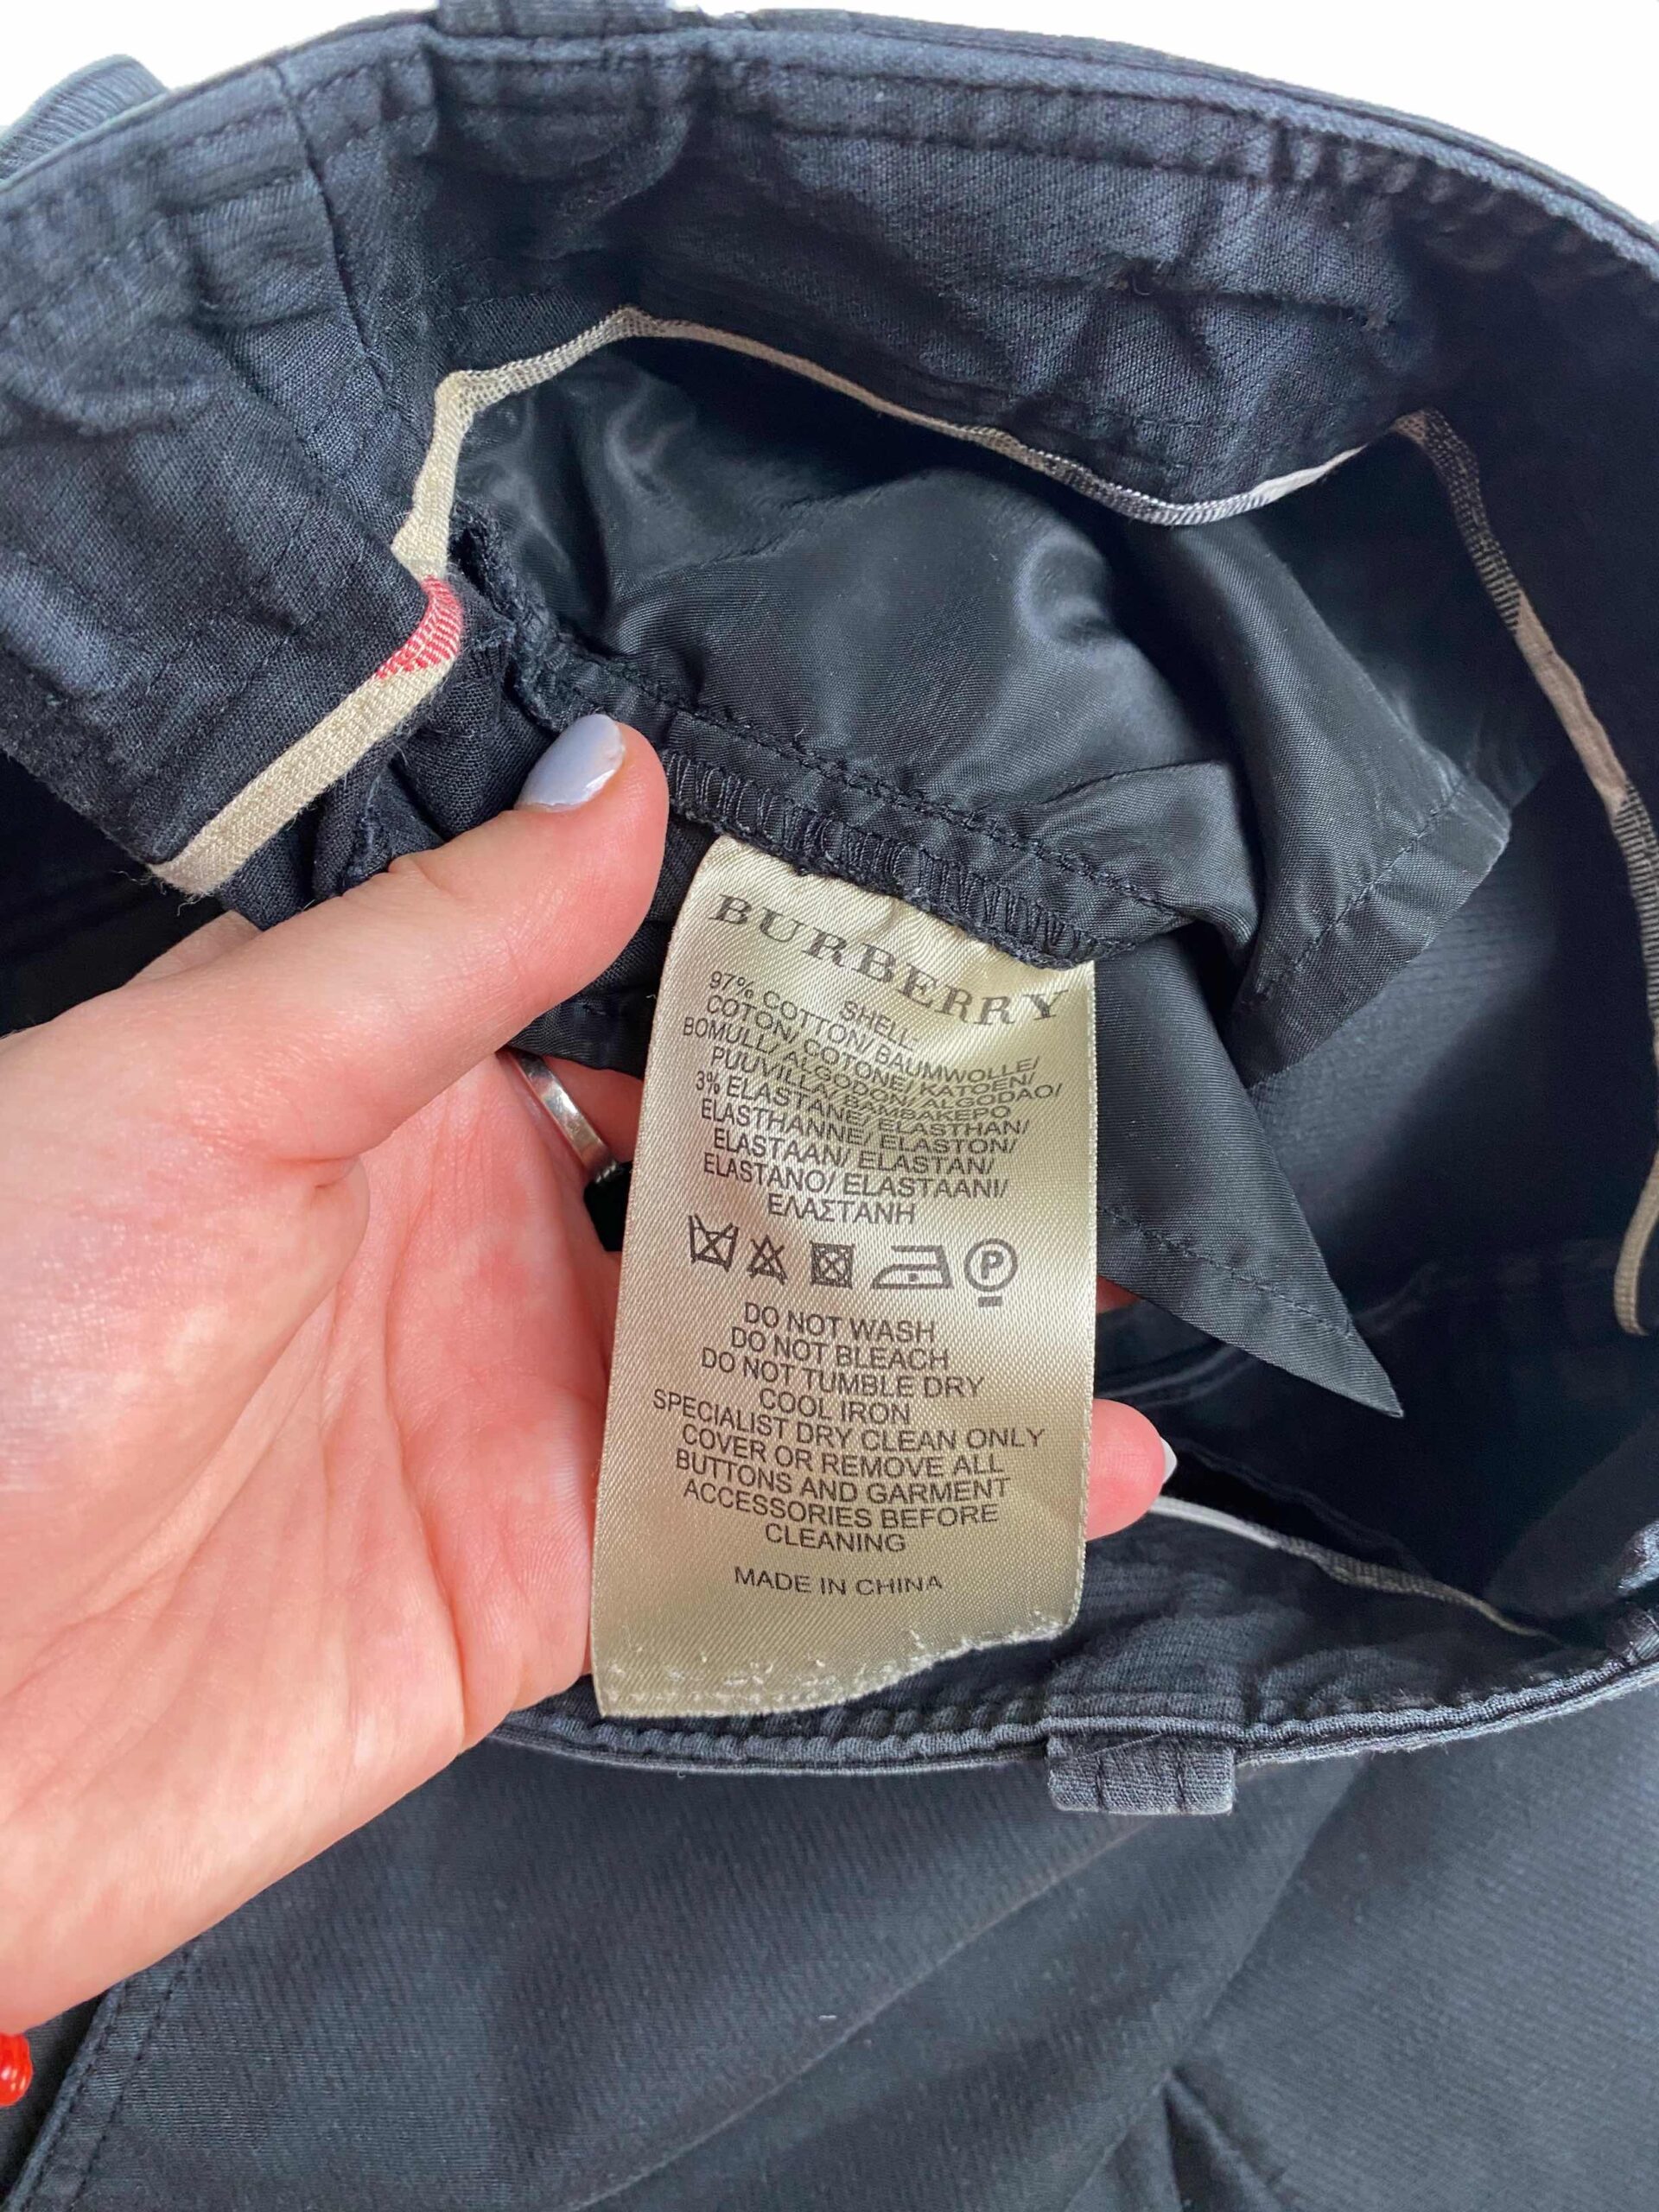 BURBERRY
SHELL:
97% COTTON/ BAUMWOLLE/
COTON/ COTONE/ KATOEN/
BOMULL/ ALGODON/ ALGODAO/
PUUVILLA/ BAMBAKEPO
3% ELASTANE/ ELASTHAN/
ELASTHANNE/ ELASTON/
ELASTAAN/ ELASTAN/
ELASTANO/ ELASTAANI/
ΕΛΑΣΤΑΝΗ
P
DO NOT WASH
DO NOT BLEACH
DO NOT TUMBLE DRY
COOL IRON
SPECIALIST DRY CLEAN ONLY
COVER OR REMOVE ALL
BUTTONS AND GARMENT
ACCESSORIES BEFORE
CLEANING
MADE IN CHINA